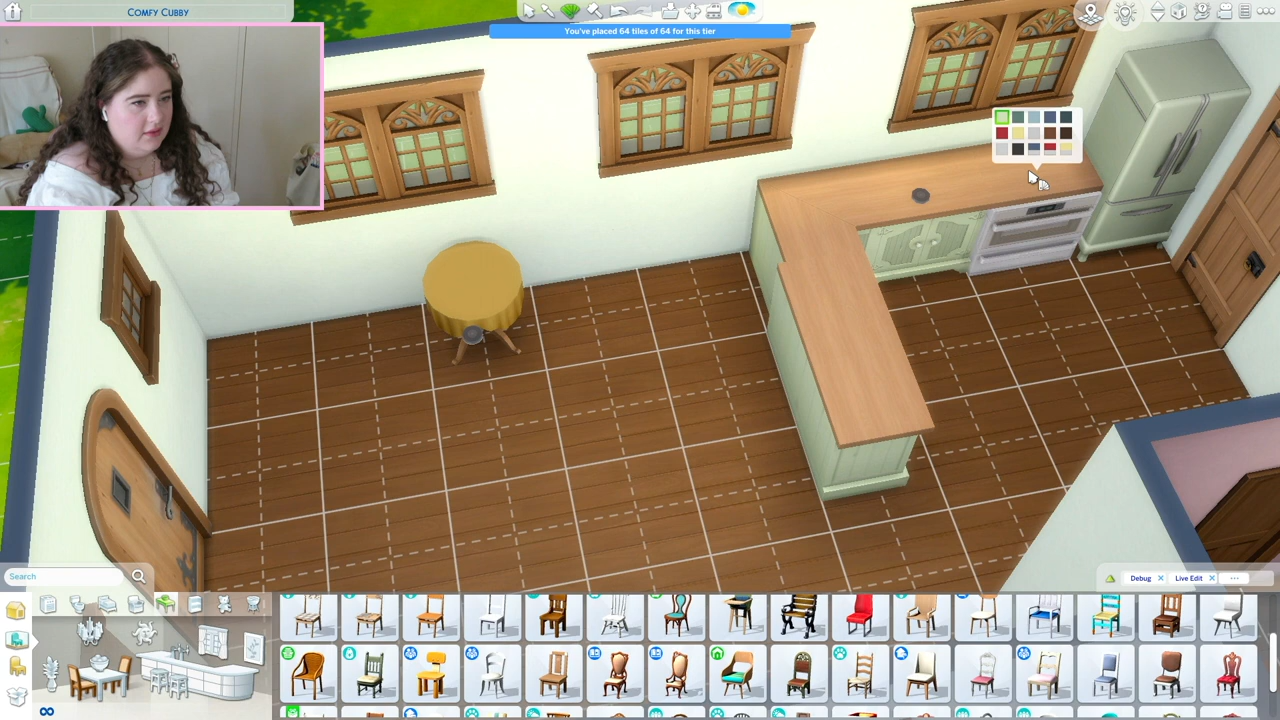 COMFY CUBBY
You've placed 64 tiles of 64 for this tier
Search
Debug
Live Edit